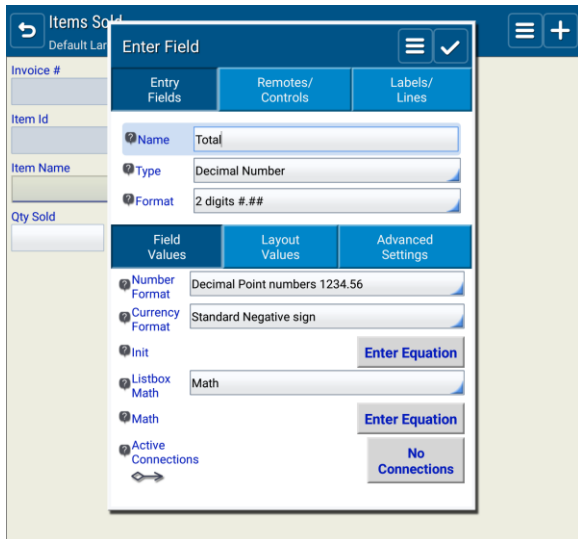 Items So
Default Lar
Invoice #
Item Id
Item Name
Qty Sold
Enter Field
Entry
Fields
Remotes/
Controls
Labels/
Lines
Name
Total
Type
Decimal Number
Format
2 digits #.##
Field
Values
Layout
Values
Advanced
Settings
Number
Format
Decimal Point numbers 1234.56
Currency
Format
Standard Negative sign
Init
Enter Equation
Listbox
Math
Math
Math
Enter Equation
Active
Connections
No
Connections